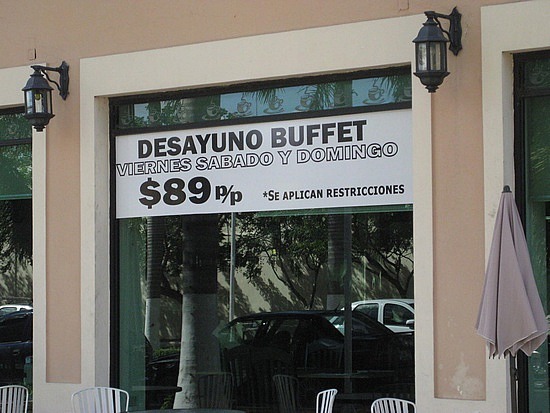 DESAYUNO BUFFET
VIERNES SABADO Y DOMINGO
$89 P/P *SE APLICAN RESTRICCIONES